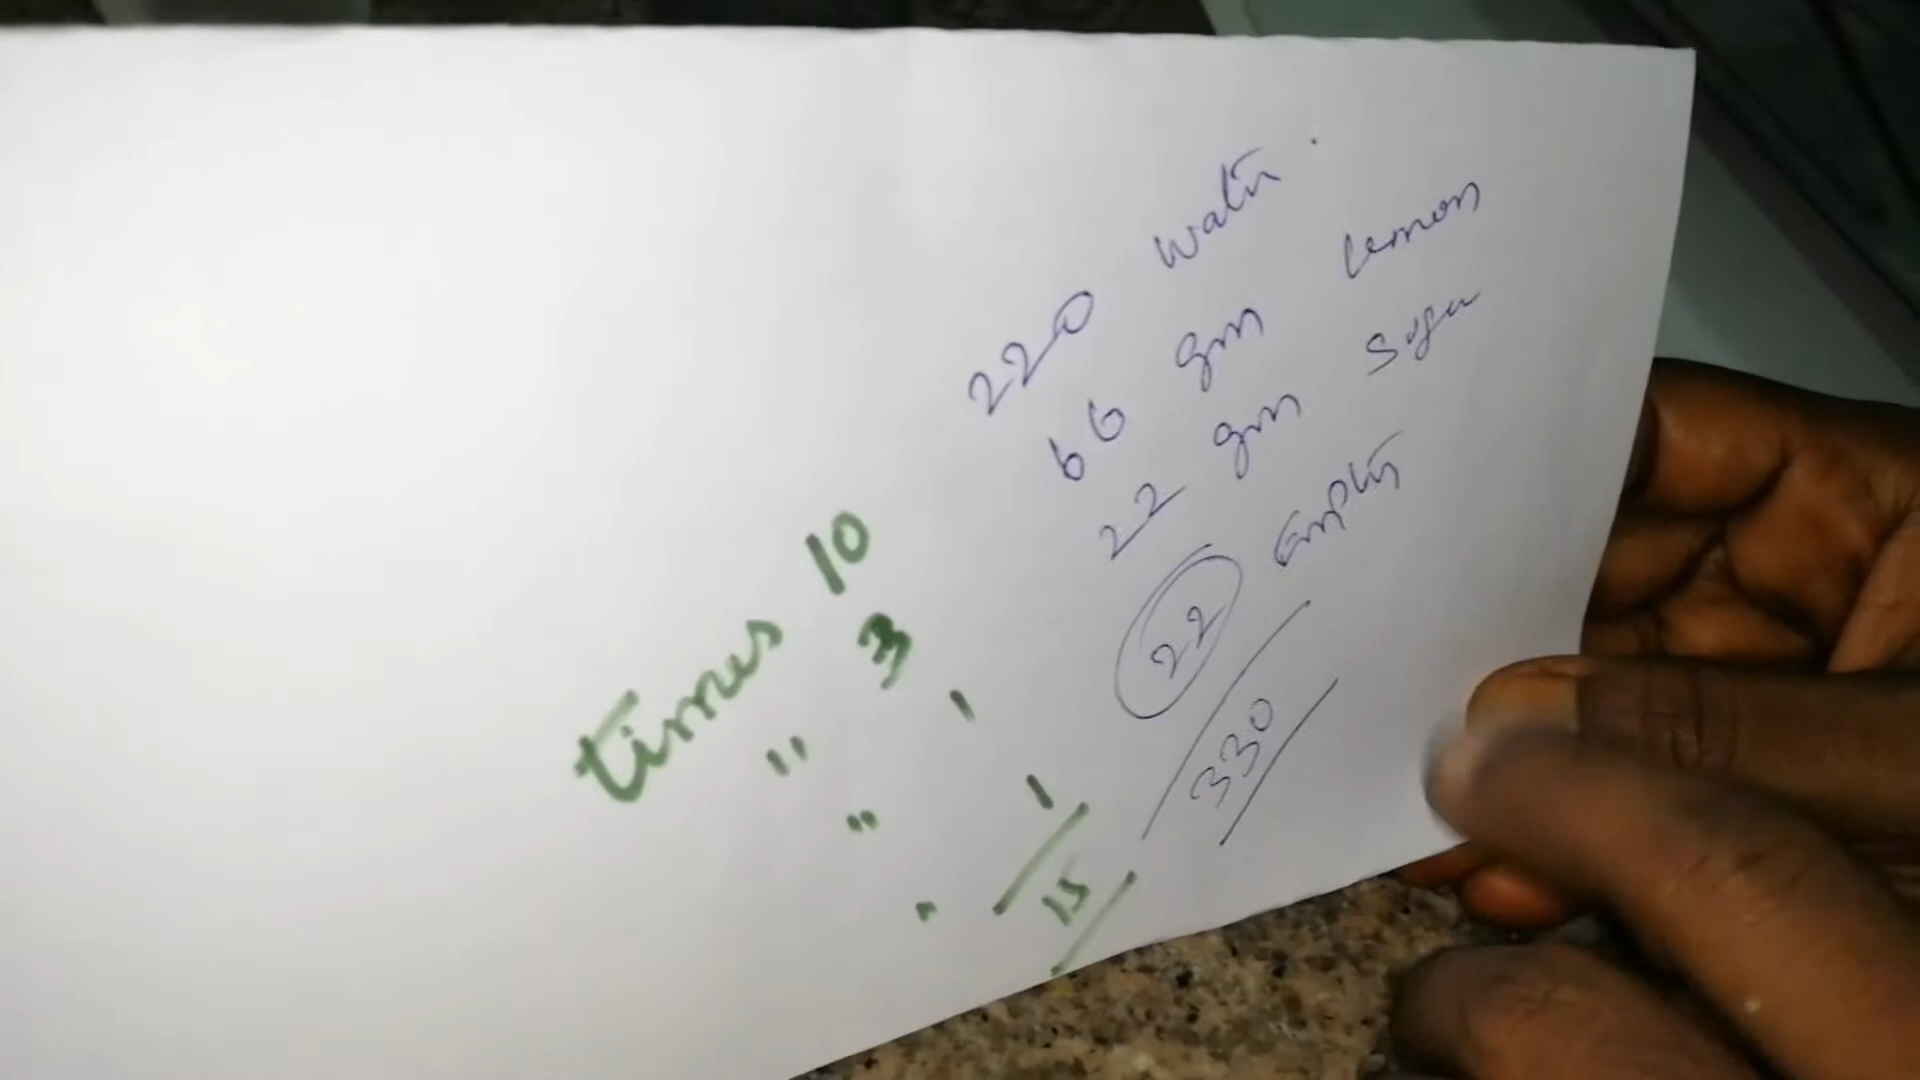 220 water.
66 gm lemon
22 gm Sugar
22 Empty
330
times 10
" 3
" 1
" 1
15